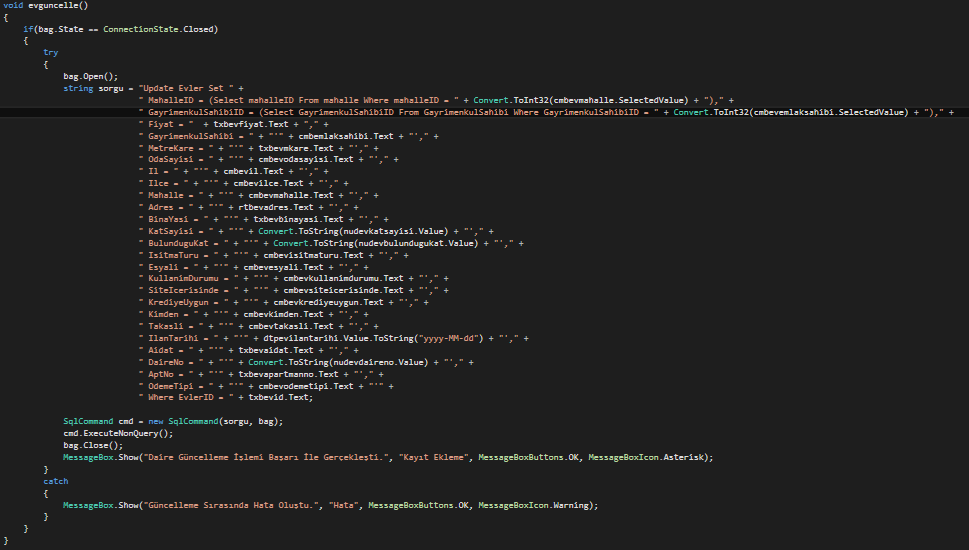 void evguncelle()
{
if(bag.State == ConnectionState.Closed)
{
try
{
bag.Open();
string sorgu = "Update Evler Set " +
" MahalleID = (Select mahalleID From mahalle Where mahalleID = " + Convert.ToInt32(cmbevmahalle.SelectedValue) + ")," +
" GayrimenkulSahibiID = (Select GayrimenkulSahibiID From GayrimenkulSahibi Where GayrimenkulSahibiID = " + Convert.ToInt32(cmbevemlaksahibi.SelectedValue) + ")," +
" Fiyat = " + txbevfiyat.Text + "," +
" GayrimenkulSahibi = " + "'" + cmbemlaksahibi.Text + "'," +
" MetreKare = " + "'" + txbevmkare.Text + "'," +
" OdaSayisi = " + "'" + cmbevodasayisi.Text + "'," +
" Il = " + "'" + cmbevil.Text + "'," +
" Ilce = " + "'" + cmbevilce.Text + "'," +
" Mahalle = " + "'" + cmbevmahalle.Text + "'," +
" Adres = " + "'" + rtbevadres.Text + "'," +
" BinaYasi = " + "'" + txbevbinayasi.Text + "'," +
" KatSayisi = " + "'" + Convert.ToString(nudevkatsayisi.Value) + "'," +
" BulunduguKat = " + "'" + Convert.ToString(nudevbulundugukat.Value) + "'," +
" IsitmaTuru = " + "'" + cmbevisitmaturu.Text + "'," +
" Esyali = " + "'" + cmbevesyali.Text + "'," +
" KullanimDurumu = " + "'" + cmbevkullanimdurumu.Text + "'," +
" SiteIcerisinde = " + "'" + cmbevsiteicerisinde.Text + "'," +
" KrediyeUygun = " + "'" + cmbevkrediyeuygun.Text + "'," +
" Kimden = " + "'" + cmbevkimden.Text + "'," +
" Takasli = " + "'" + cmbevtakasli.Text + "'," +
" IlanTarihi = " + "'" + dtpevilantarihi.Value.ToString("yyyy-MM-dd") + "'," +
" Aidat = " + "'" + txbevaidat.Text + "'," +
" DaireNo = " + "'" + Convert.ToString(nudevdaireno.Value) + "'," +
" AptNo = " + "'" + txbevapartmanno.Text + "'," +
" OdemeTipi = " + "'" + cmbevodemetipi.Text + "'" +
" Where EvlerID = " + txbevid.Text;
SqlCommand cmd = new SqlCommand(sorgu, bag);
cmd.ExecuteNonQuery();
bag.Close();
MessageBox.Show("Daire Güncelleme İşlemi Başarı İle Gerçekleşti.", "Kayıt Ekleme", MessageBoxButtons.OK, MessageBoxIcon.Asterisk);
}
catch
{
MessageBox.Show("Güncelleme Sırasında Hata Oluştu.", "Hata", MessageBoxButtons.OK, MessageBoxIcon.Warning);
}
}
}